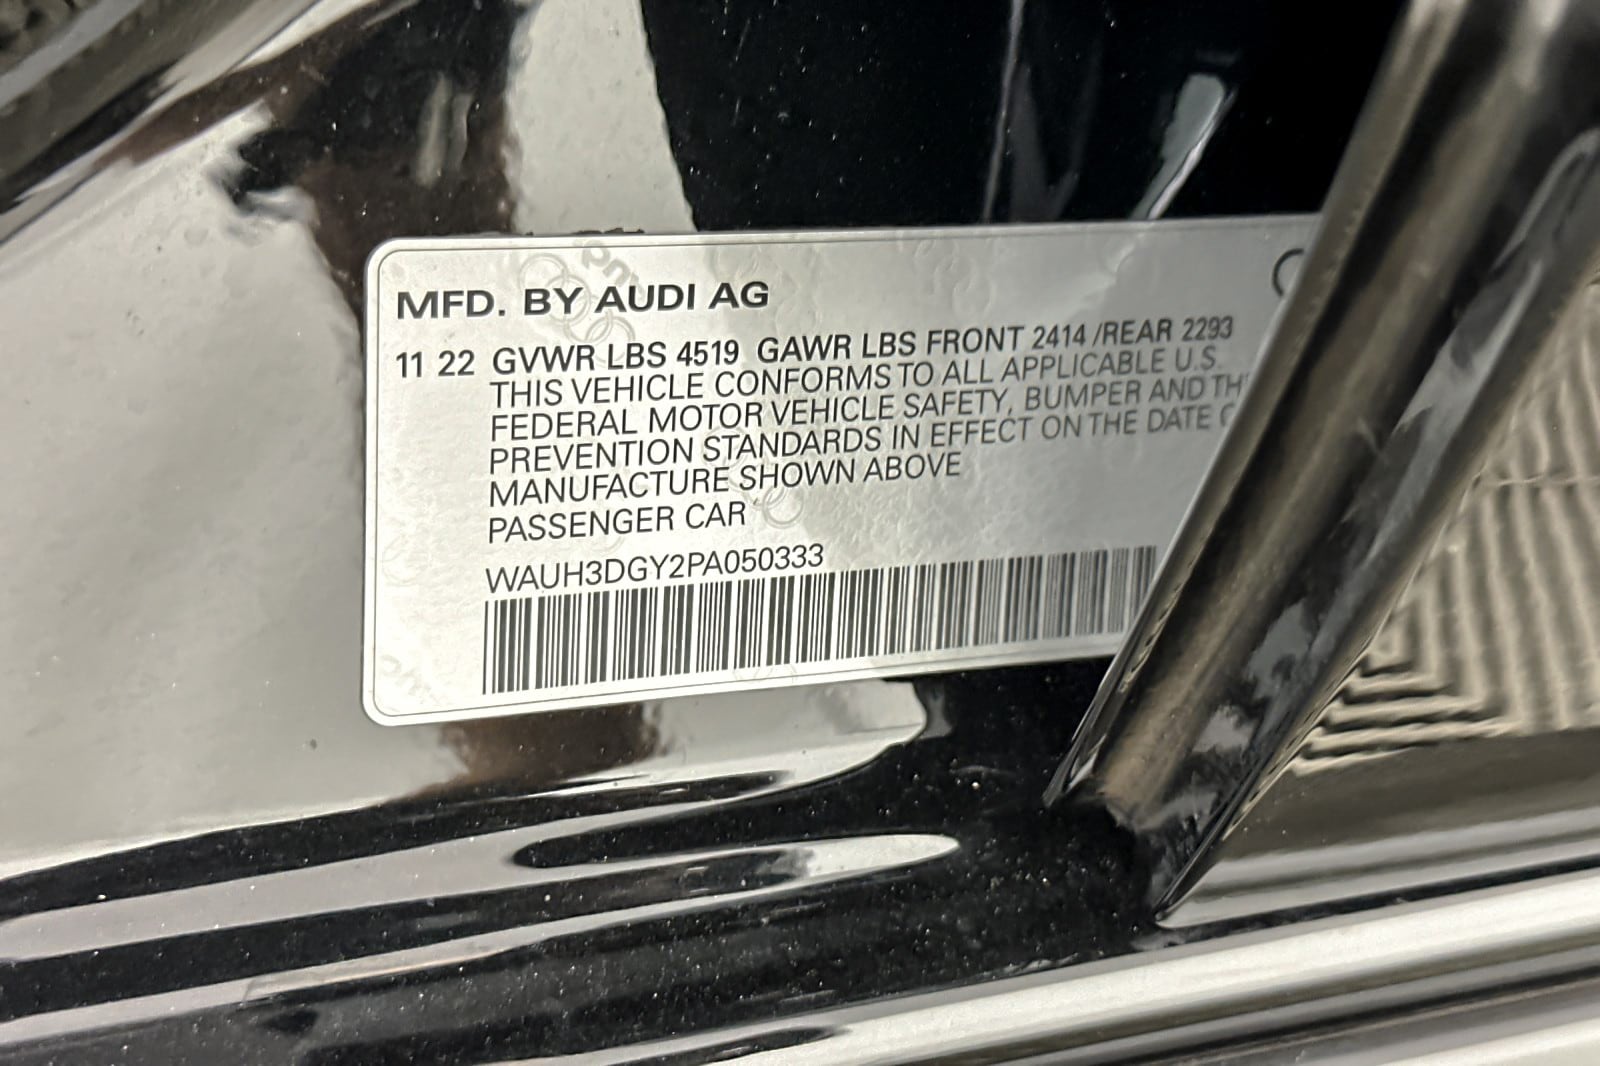 MFD. BY AUDI AG
11 22 GVWR LBS 4519 GAWR LBS FRONT 2414 /REAR 2293
THIS VEHICLE CONFORMS TO ALL APPLICABLE U.S.
FEDERAL MOTOR VEHICLE SAFETY, BUMPER AND
PREVENTION STANDARDS IN EFFECT ON THE DATE
MANUFACTURE SHOWN ABOVE
PASSENGER CAR
WAUH3DGY2PA050333